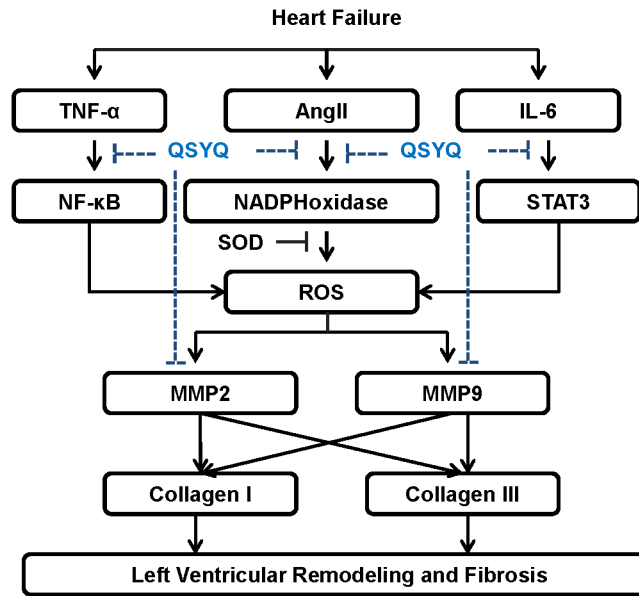 Heart Failure
TNF-α
AngII
IL-6
QSYQ
QSYQ
NF-κB
NADPHoxidase
STAT3
SOD
ROS
MMP2
MMP9
Collagen I
Collagen III
Left Ventricular Remodeling and Fibrosis